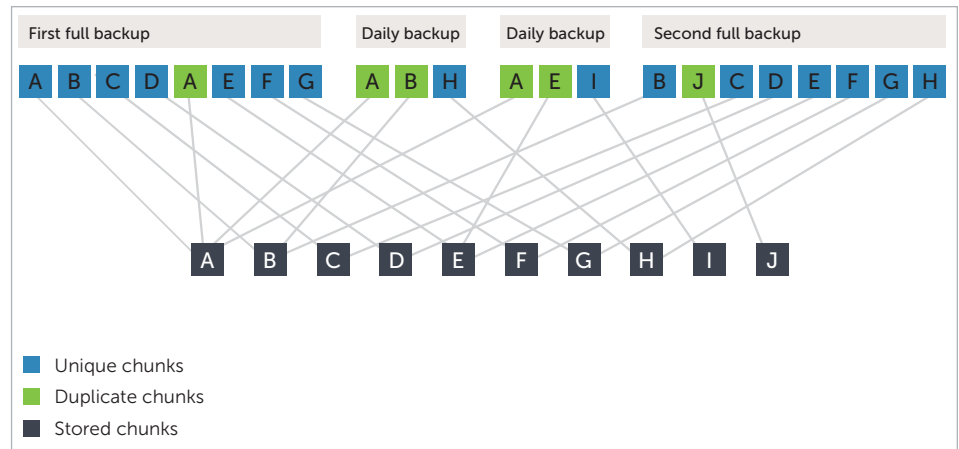 First full backup Daily backup Daily backup Second full backup
A B C D A E F G A B H A E I B J C D E F G H
A B C D E F G H I J
Unique chunks
Duplicate chunks
Stored chunks